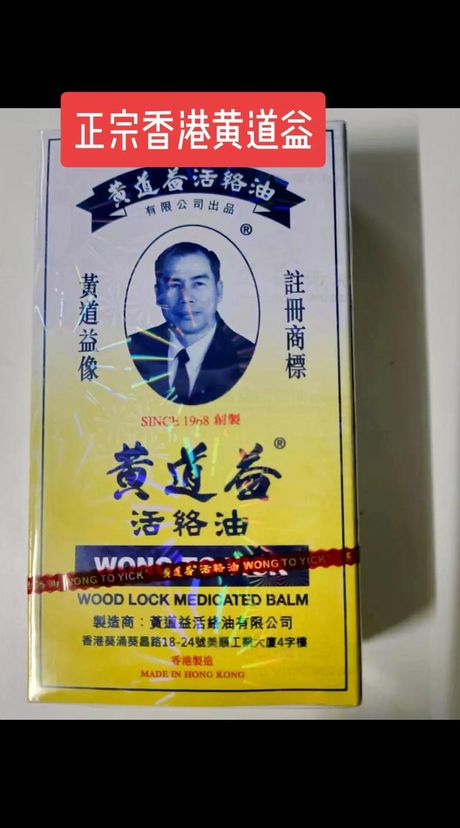 正宗香港黄道益
黃道益活絡油
有限公司出品
®
黃道益像
註冊商標
SINCE 1968 創製
黃道益®
活絡油
WONG TO YICK
WONG TO YICK 黃道益活絡油 WONG TO YICK
WOOD LOCK MEDICATED BALM
製造商：黃道益活絡油有限公司
香港葵涌葵昌路18-24號美順工業大廈4字樓
香港製造
MADE IN HONG KONG